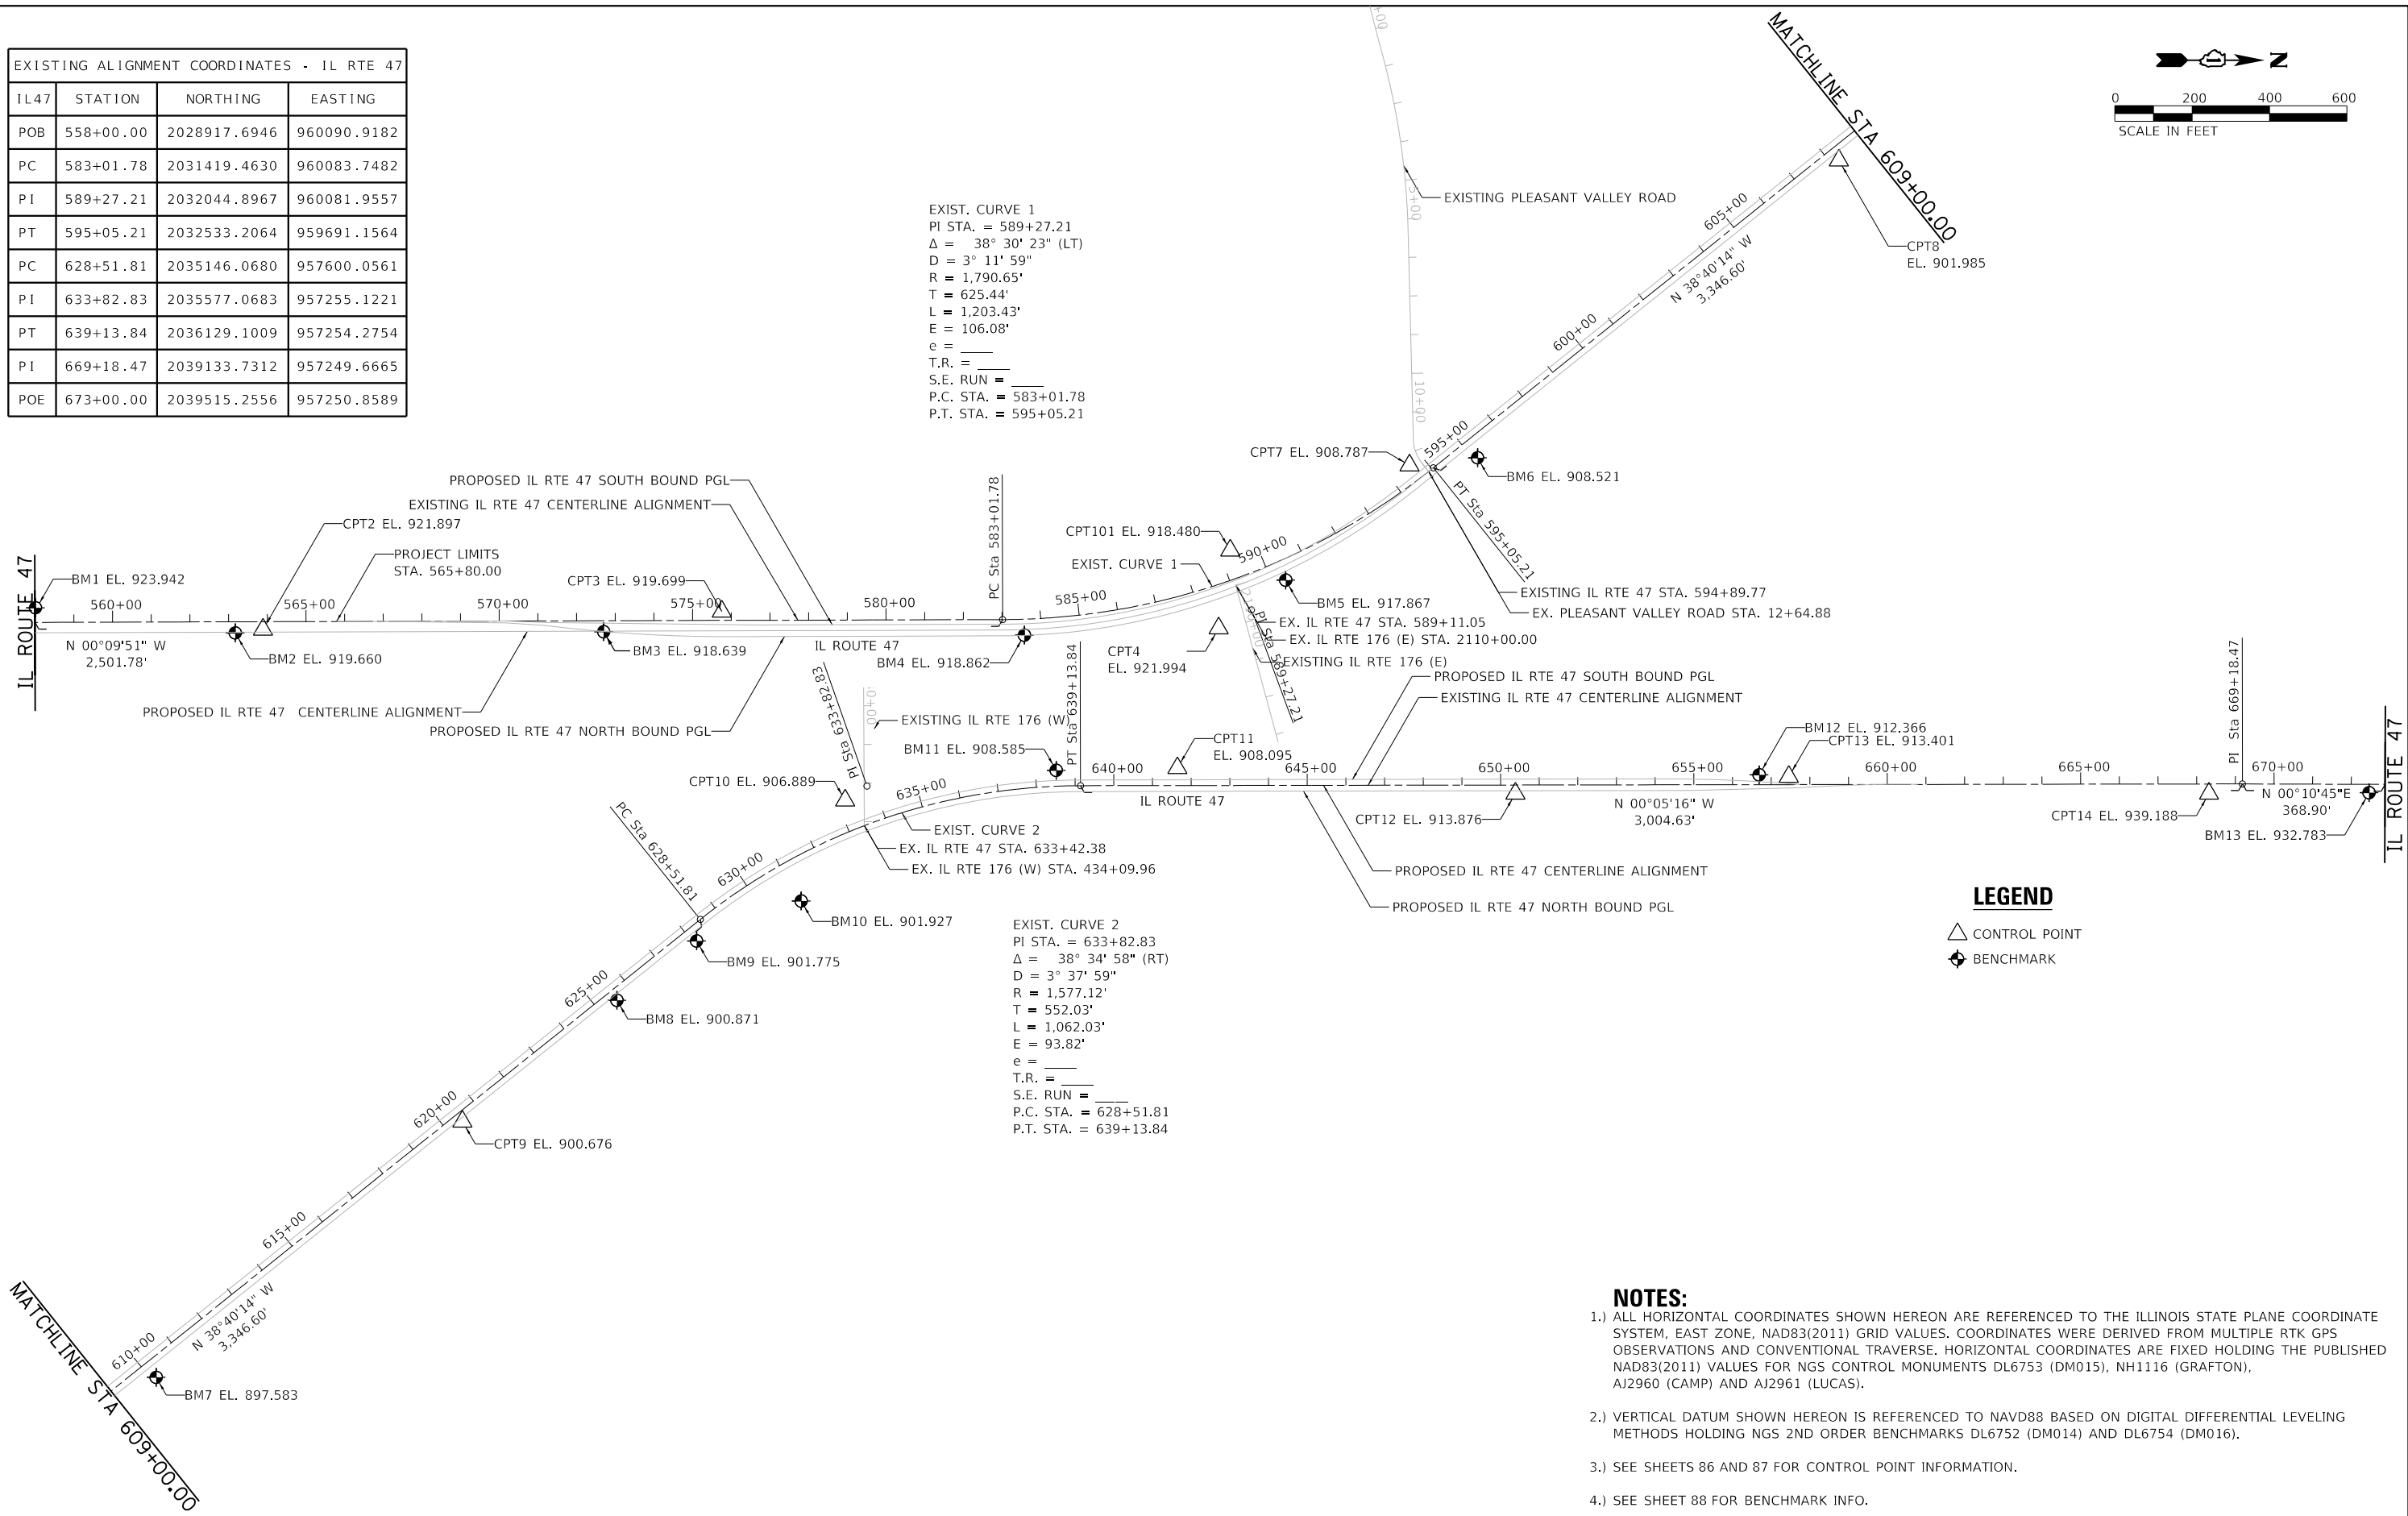 EXISTING ALIGNMENT COORDINATES - IL RTE 47
IL47 STATION NORTHING EASTING
POB 558+00.00 2028917.6946 960090.9182
PC 583+01.78 2031419.4630 960083.7482
PI 589+27.21 2032044.8967 960081.9557
PT 595+05.21 2032533.2064 959691.1564
PC 628+51.81 2035146.0680 957600.0561
PI 633+82.83 2035577.0683 957255.1221
PT 639+13.84 2036129.1009 957254.2754
PI 669+18.47 2039133.7312 957249.6665
POE 673+00.00 2039515.2556 957250.8589
EXIST. CURVE 1
PI STA. = 589+27.21
Δ = 38° 30' 23" (LT)
D = 3° 11' 59"
R = 1,790.65'
T = 625.44'
L = 1,203.43'
E = 106.08'
e = ____
T.R. = ____
S.E. RUN = ____
P.C. STA. = 583+01.78
P.T. STA. = 595+05.21
+00
5+00
10+00
EXISTING PLEASANT VALLEY ROAD
MATCHLINE STA 609+00.00
N
0 200 400 600
SCALE IN FEET
605+00
N 38°40'14" W
3,346.60'
CPT8
EL. 901.985
600+00
595+00
CPT7 EL. 908.787
BM6 EL. 908.521
PT Sta 595+05.21
PROPOSED IL RTE 47 SOUTH BOUND PGL
EXISTING IL RTE 47 CENTERLINE ALIGNMENT
CPT2 EL. 921.897
PROJECT LIMITS
STA. 565+80.00
PC Sta 583+01.78
CPT101 EL. 918.480
590+00
EXIST. CURVE 1
IL ROUTE 47
BM1 EL. 923.942
CPT3 EL. 919.699
560+00
565+00
570+00
575+00
580+00
585+00
EXISTING IL RTE 47 STA. 594+89.77
EX. PLEASANT VALLEY ROAD STA. 12+64.88
BM5 EL. 917.867
EX. IL RTE 47 STA. 589+11.05
EX. IL RTE 176 (E) STA. 2110+00.00
EXISTING IL RTE 176 (E)
PI Sta 589+27.21
N 00°09'51" W
2,501.78'
BM2 EL. 919.660
BM3 EL. 918.639
IL ROUTE 47
BM4 EL. 918.862
CPT4
EL. 921.994
PROPOSED IL RTE 47 CENTERLINE ALIGNMENT
PROPOSED IL RTE 47 NORTH BOUND PGL
PI Sta 633+82.83
EXISTING IL RTE 176 (W)
PT Sta 639+13.84
PROPOSED IL RTE 47 SOUTH BOUND PGL
EXISTING IL RTE 47 CENTERLINE ALIGNMENT
BM11 EL. 908.585
CPT11
EL. 908.095
CPT10 EL. 906.889
BM12 EL. 912.366
CPT13 EL. 913.401
PI Sta 669+18.47
IL ROUTE 47
635+00
640+00
645+00
650+00
655+00
660+00
665+00
670+00
IL ROUTE 47
N 00°05'16" W
3,004.63'
N 00°10'45"E
368.90'
CPT12 EL. 913.876
CPT14 EL. 939.188
BM13 EL. 932.783
PC Sta 628+51.81
EXIST. CURVE 2
EX. IL RTE 47 STA. 633+42.38
EX. IL RTE 176 (W) STA. 434+09.96
630+00
PROPOSED IL RTE 47 CENTERLINE ALIGNMENT
PROPOSED IL RTE 47 NORTH BOUND PGL
BM10 EL. 901.927
BM9 EL. 901.775
625+00
BM8 EL. 900.871
LEGEND
CONTROL POINT
BENCHMARK
EXIST. CURVE 2
PI STA. = 633+82.83
Δ = 38° 34' 58" (RT)
D = 3° 37' 59"
R = 1,577.12'
T = 552.03'
L = 1,062.03'
E = 93.82'
e = ____
T.R. = ____
S.E. RUN = ____
P.C. STA. = 628+51.81
P.T. STA. = 639+13.84
620+00
CPT9 EL. 900.676
615+00
N 38°40'14" W
3,346.60'
610+00
BM7 EL. 897.583
MATCHLINE STA 609+00.00
NOTES:
1.) ALL HORIZONTAL COORDINATES SHOWN HEREON ARE REFERENCED TO THE ILLINOIS STATE PLANE COORDINATE
SYSTEM, EAST ZONE, NAD83(2011) GRID VALUES. COORDINATES WERE DERIVED FROM MULTIPLE RTK GPS
OBSERVATIONS AND CONVENTIONAL TRAVERSE. HORIZONTAL COORDINATES ARE FIXED HOLDING THE PUBLISHED
NAD83(2011) VALUES FOR NGS CONTROL MONUMENTS DL6753 (DM015), NH1116 (GRAFTON),
AJ2960 (CAMP) AND AJ2961 (LUCAS).
2.) VERTICAL DATUM SHOWN HEREON IS REFERENCED TO NAVD88 BASED ON DIGITAL DIFFERENTIAL LEVELING
METHODS HOLDING NGS 2ND ORDER BENCHMARKS DL6752 (DM014) AND DL6754 (DM016).
3.) SEE SHEETS 86 AND 87 FOR CONTROL POINT INFORMATION.
4.) SEE SHEET 88 FOR BENCHMARK INFO.